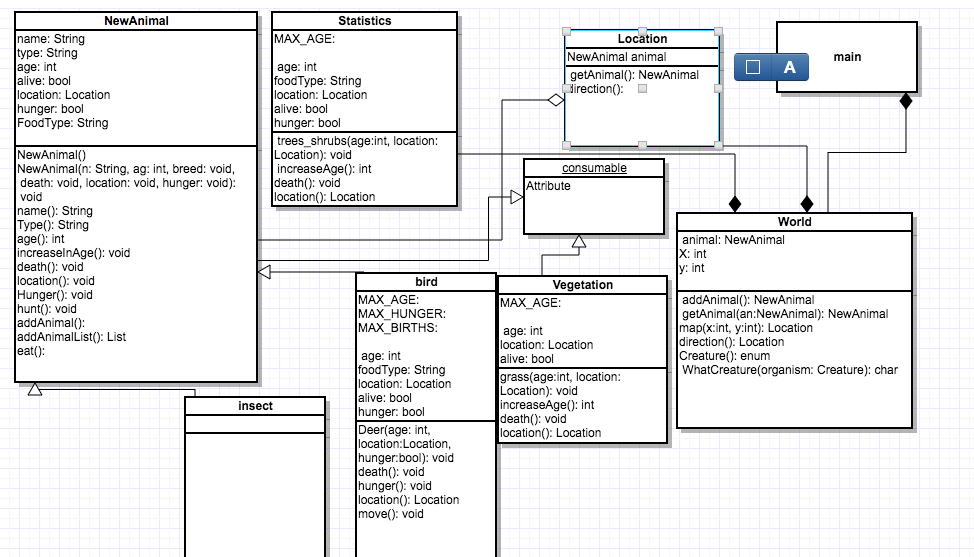 NewAnimal
name: String
type: String
age: int
alive: bool
location: Location
hunger: bool
FoodType: String
NewAnimal()
NewAnimal(n: String, ag: int, breed: void,
death: void, location: void, hunger: void):
void
name(): String
Type(): String
age(): int
increaseInAge(): void
death(): void
location(): void
Hunger(): void
hunt(): void
addAnimal():
addAnimalList(): List
eat():
Statistics
MAX_AGE:
age: int
foodType: String
location: Location
alive: bool
hunger: bool
trees_shrubs(age:int, location:
Location): void
increaseAge(): int
death(): void
location(): Location
Location
NewAnimal animal
getAnimal(): NewAnimal
direction():
A
main
consumable
Attribute
World
animal: NewAnimal
X: int
y: int
addAnimal(): NewAnimal
getAnimal(an:NewAnimal): NewAnimal
map(x:int, y:int): Location
direction(): Location
Creature(): enum
WhatCreature(organism: Creature): char
bird
MAX_AGE:
MAX_HUNGER:
MAX_BIRTHS:
age: int
foodType: String
location: Location
alive: bool
hunger: bool
Deer(age: int,
location:Location,
hunger:bool): void
death(): void
hunger(): void
location(): Location
move(): void
Vegetation
MAX_AGE:
age: int
location: Location
alive: bool
grass(age:int, location:
Location): void
increaseAge(): int
death(): void
location(): Location
insect